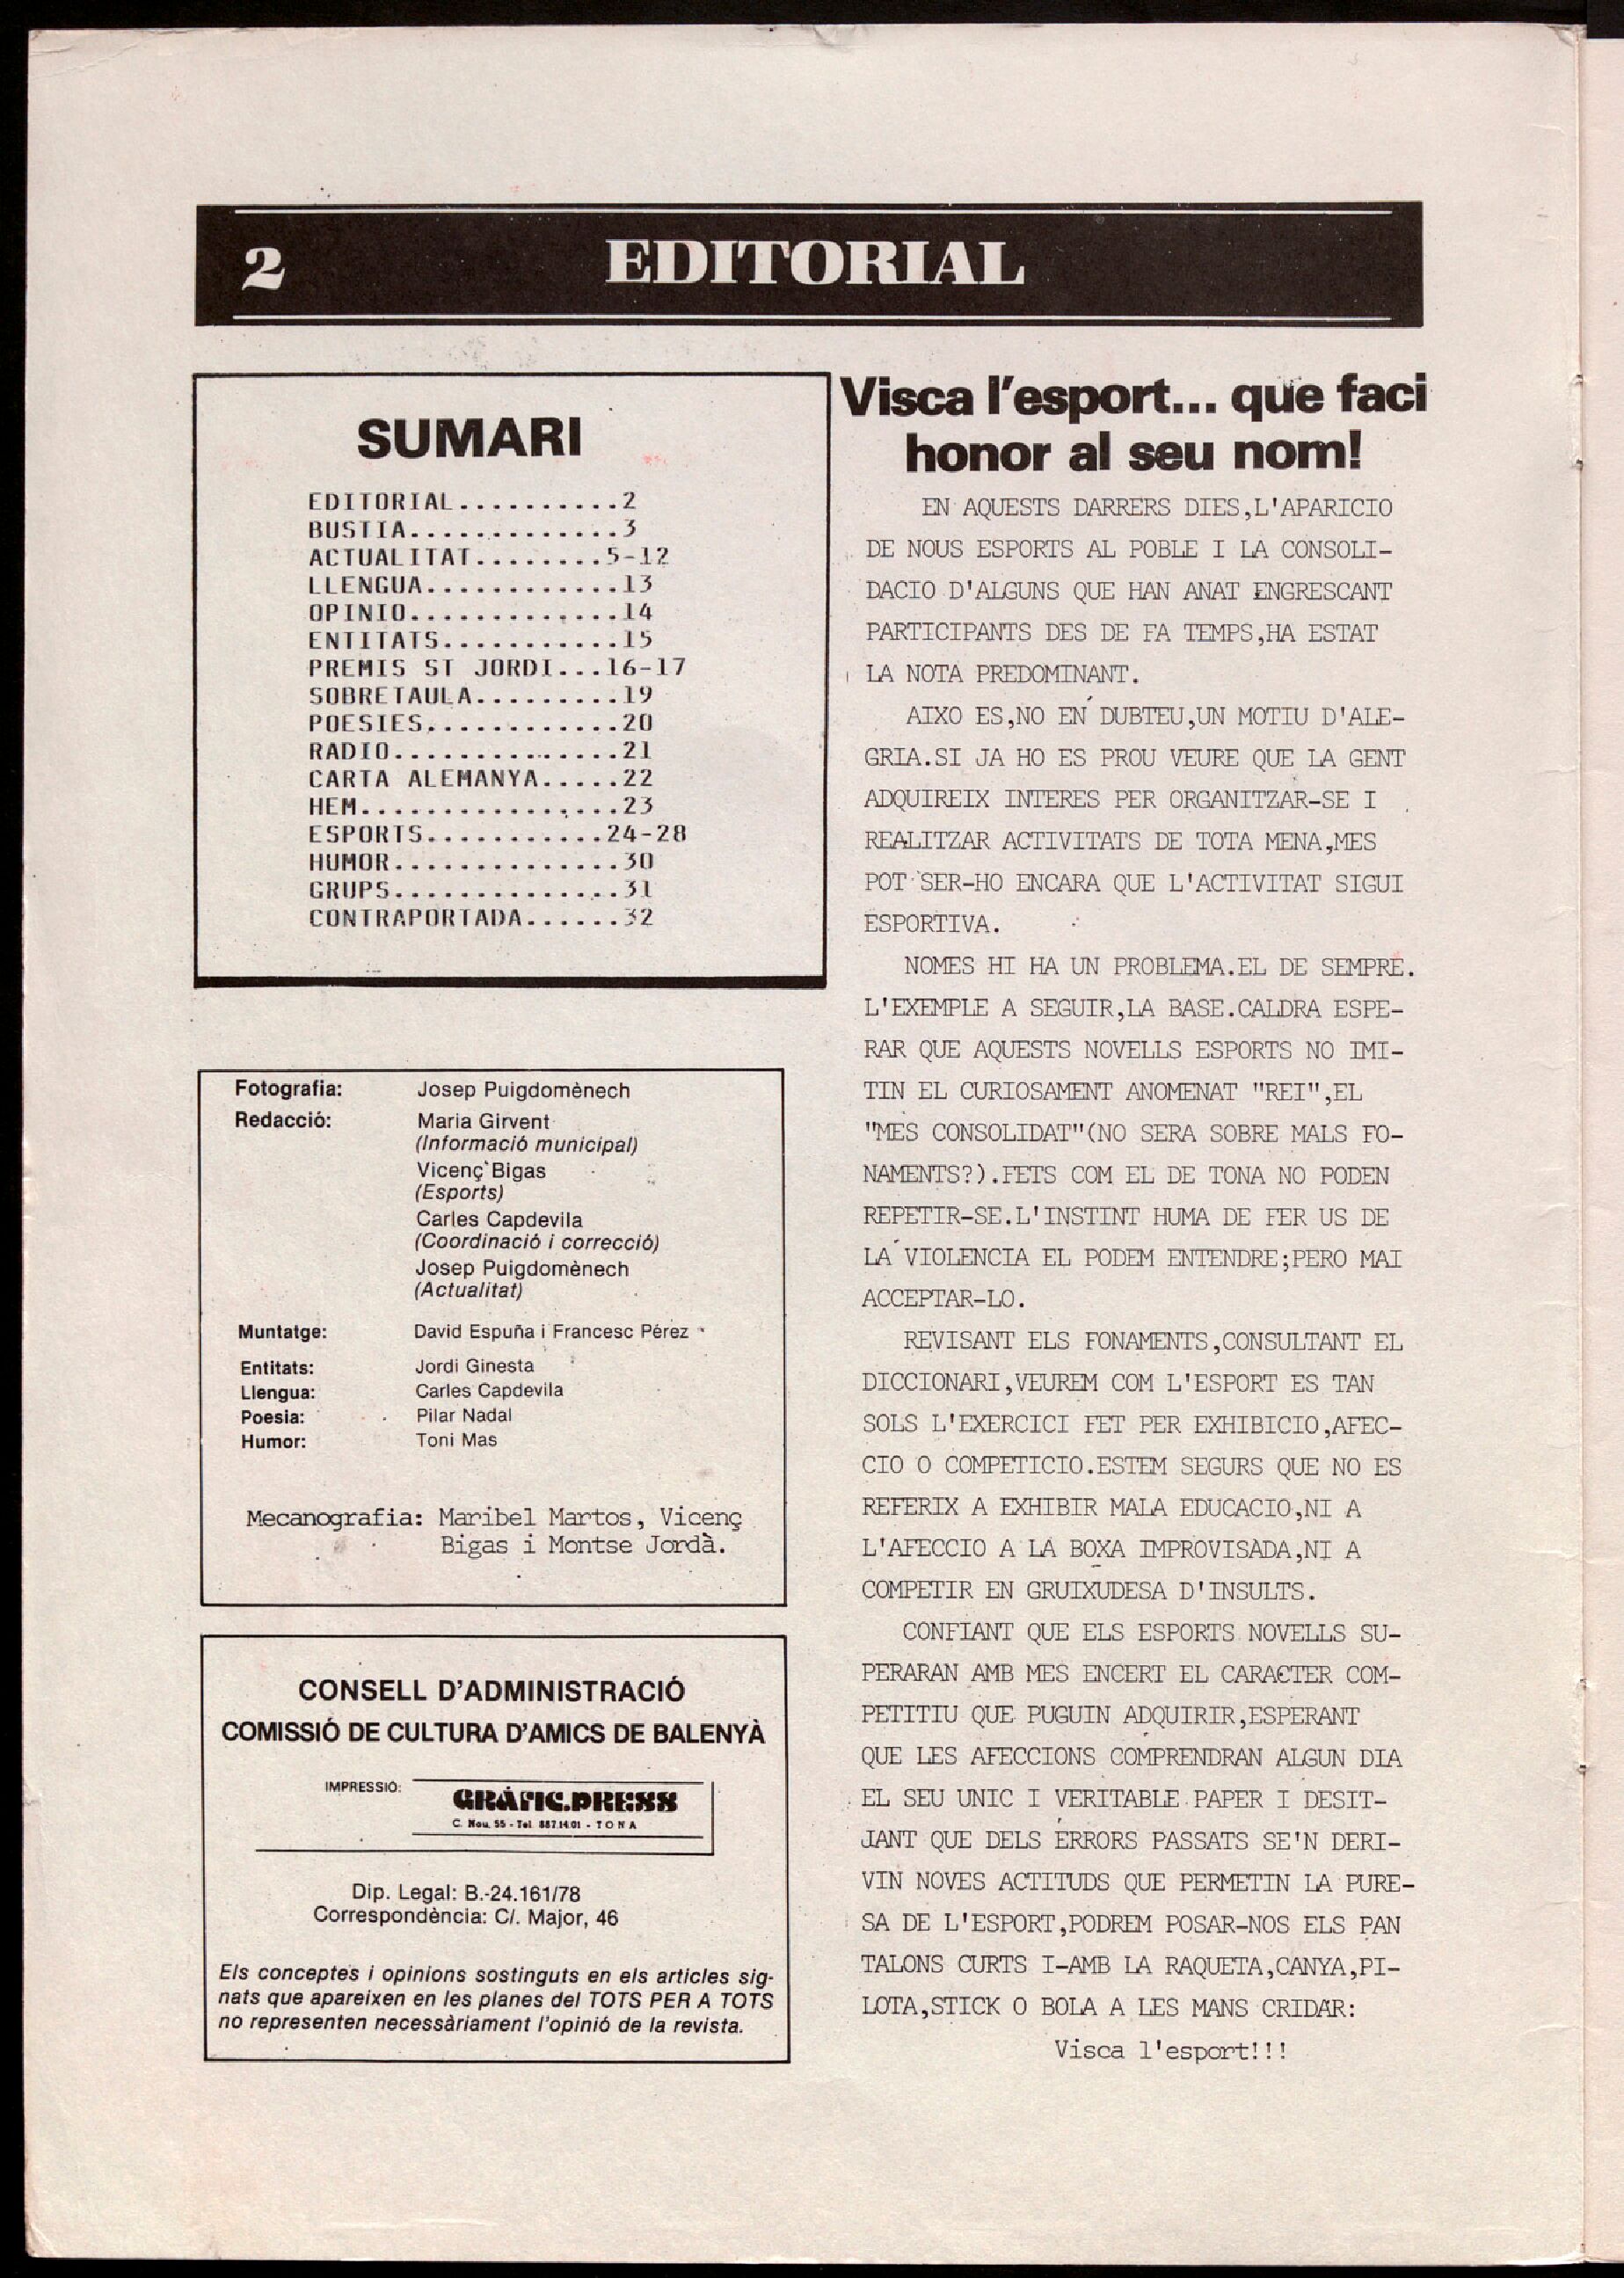 2 EDITORIAL
SUMARI
EDITORIAL..........2
BUSTIA..............3
ACTUALITAT........5-12
LLENGUA............13
OPINIO.............14
ENTITATS...........15
PREMIS ST JORDI...16-17
SOBRETAULA.........19
POESIES............20
RADIO..............21
CARTA ALEMANYA.....22
HEM................23
ESPORTS...........24-28
HUMOR..............30
GRUPS..............31
CONTRAPORTADA......32
Fotografia: Josep Puigdomènech
Redacció: Maria Girvent
(Informació municipal)
Vicenç Bigas
(Esports)
Carles Capdevila
(Coordinació i correcció)
Josep Puigdomènech
(Actualitat)
Muntatge: David Espuña i Francesc Pérez
Entitats: Jordi Ginesta
Llengua: Carles Capdevila
Poesia: Pilar Nadal
Humor: Toni Mas
Mecanografia: Maribel Martos, Vicenç
Bigas i Montse Jordà.
CONSELL D'ADMINISTRACIÓ
COMISSIÓ DE CULTURA D'AMICS DE BALENYÀ
IMPRESSIÓ: GRÀFIC.PRESS
C. Nou, 55 - Tel. 887.14.01 - TONA
Dip. Legal: B.-24.161/78
Correspondència: C/. Major, 46
Els conceptes i opinions sostinguts en els articles sig-
nats que apareixen en les planes del TOTS PER A TOTS
no representen necessàriament l'opinió de la revista.
Visca l'esport... que faci
honor al seu nom!
EN AQUESTS DARRERS DIES,L'APARICIO
DE NOUS ESPORTS AL POBLE I LA CONSOLI-
DACIO D'ALGUNS QUE HAN ANAT ENGRESCANT
PARTICIPANTS DES DE FA TEMPS,HA ESTAT
LA NOTA PREDOMINANT.
AIXO ES,NO EN DUBTEU,UN MOTIU D'ALE-
GRIA.SI JA HO ES PROU VEURE QUE LA GENT
ADQUIREIX INTERES PER ORGANITZAR-SE I
REALITZAR ACTIVITATS DE TOTA MENA,MES
POT SER-HO ENCARA QUE L'ACTIVITAT SIGUI
ESPORTIVA.
NOMES HI HA UN PROBLEMA.EL DE SEMPRE.
L'EXEMPLE A SEGUIR,LA BASE.CALDRA ESPE-
RAR QUE AQUESTS NOVELLS ESPORTS NO IMI-
TIN EL CURIOSAMENT ANOMENAT "REI",EL
"MES CONSOLIDAT"(NO SERA SOBRE MALS FO-
NAMENTS?).FETS COM EL DE TONA NO PODEN
REPETIR-SE.L'INSTINT HUMA DE FER US DE
LA VIOLENCIA EL PODEM ENTENDRE;PERO MAI
ACCEPTAR-LO.
REVISANT ELS FONAMENTS,CONSULTANT EL
DICCIONARI,VEUREM COM L'ESPORT ES TAN
SOLS L'EXERCICI FET PER EXHIBICIO,AFEC-
CIO O COMPETICIO.ESTEM SEGURS QUE NO ES
REFERIX A EXHIBIR MALA EDUCACIO,NI A
L'AFECCIO A LA BOXA IMPROVISADA,NI A
COMPETIR EN GRUIXUDESA D'INSULTS.
CONFIANT QUE ELS ESPORTS NOVELLS SU-
PERARAN AMB MES ENCERT EL CARACTER COM-
PETITIU QUE PUGUIN ADQUIRIR,ESPERANT
QUE LES AFECCIONS COMPRENDRAN ALGUN DIA
EL SEU UNIC I VERITABLE PAPER I DESIT-
JANT QUE DELS ERRORS PASSATS SE'N DERI-
VIN NOVES ACTITUDS QUE PERMETIN LA PURE-
SA DE L'ESPORT,PODREM POSAR-NOS ELS PAN
TALONS CURTS I-AMB LA RAQUETA,CANYA,PI-
LOTA,STICK O BOLA A LES MANS CRIDAR:
Visca l'esport!!!